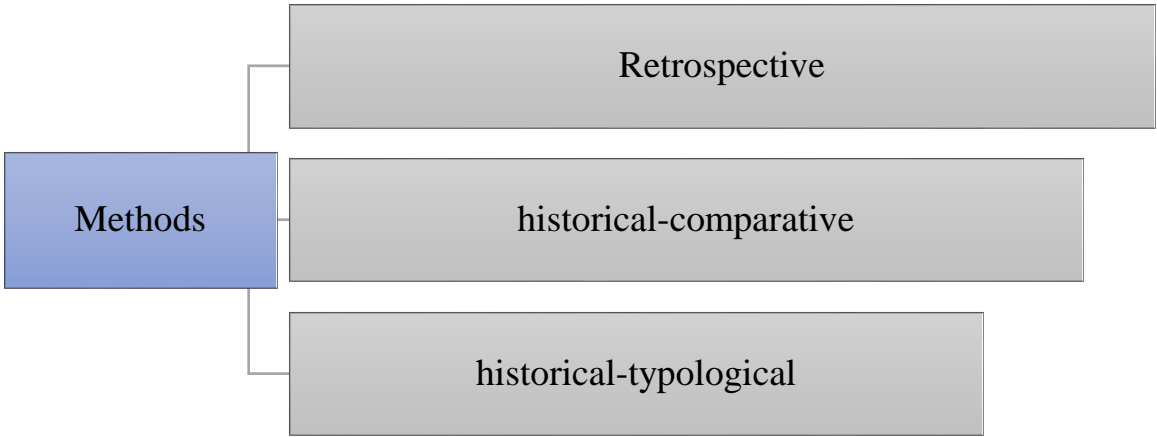 Retrospective
Methods
historical-comparative
historical-typological